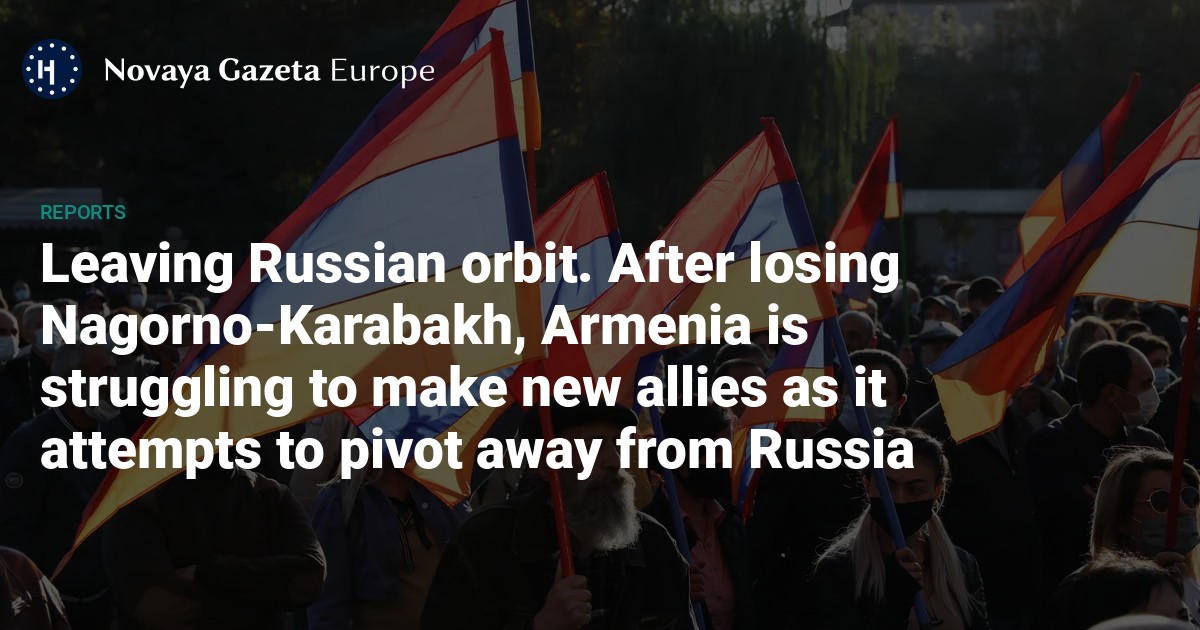 Novaya Gazeta Europe
REPORTS
Leaving Russian orbit. After losing
Nagorno-Karabakh, Armenia is
struggling to make new allies as it
attempts to pivot away from Russia